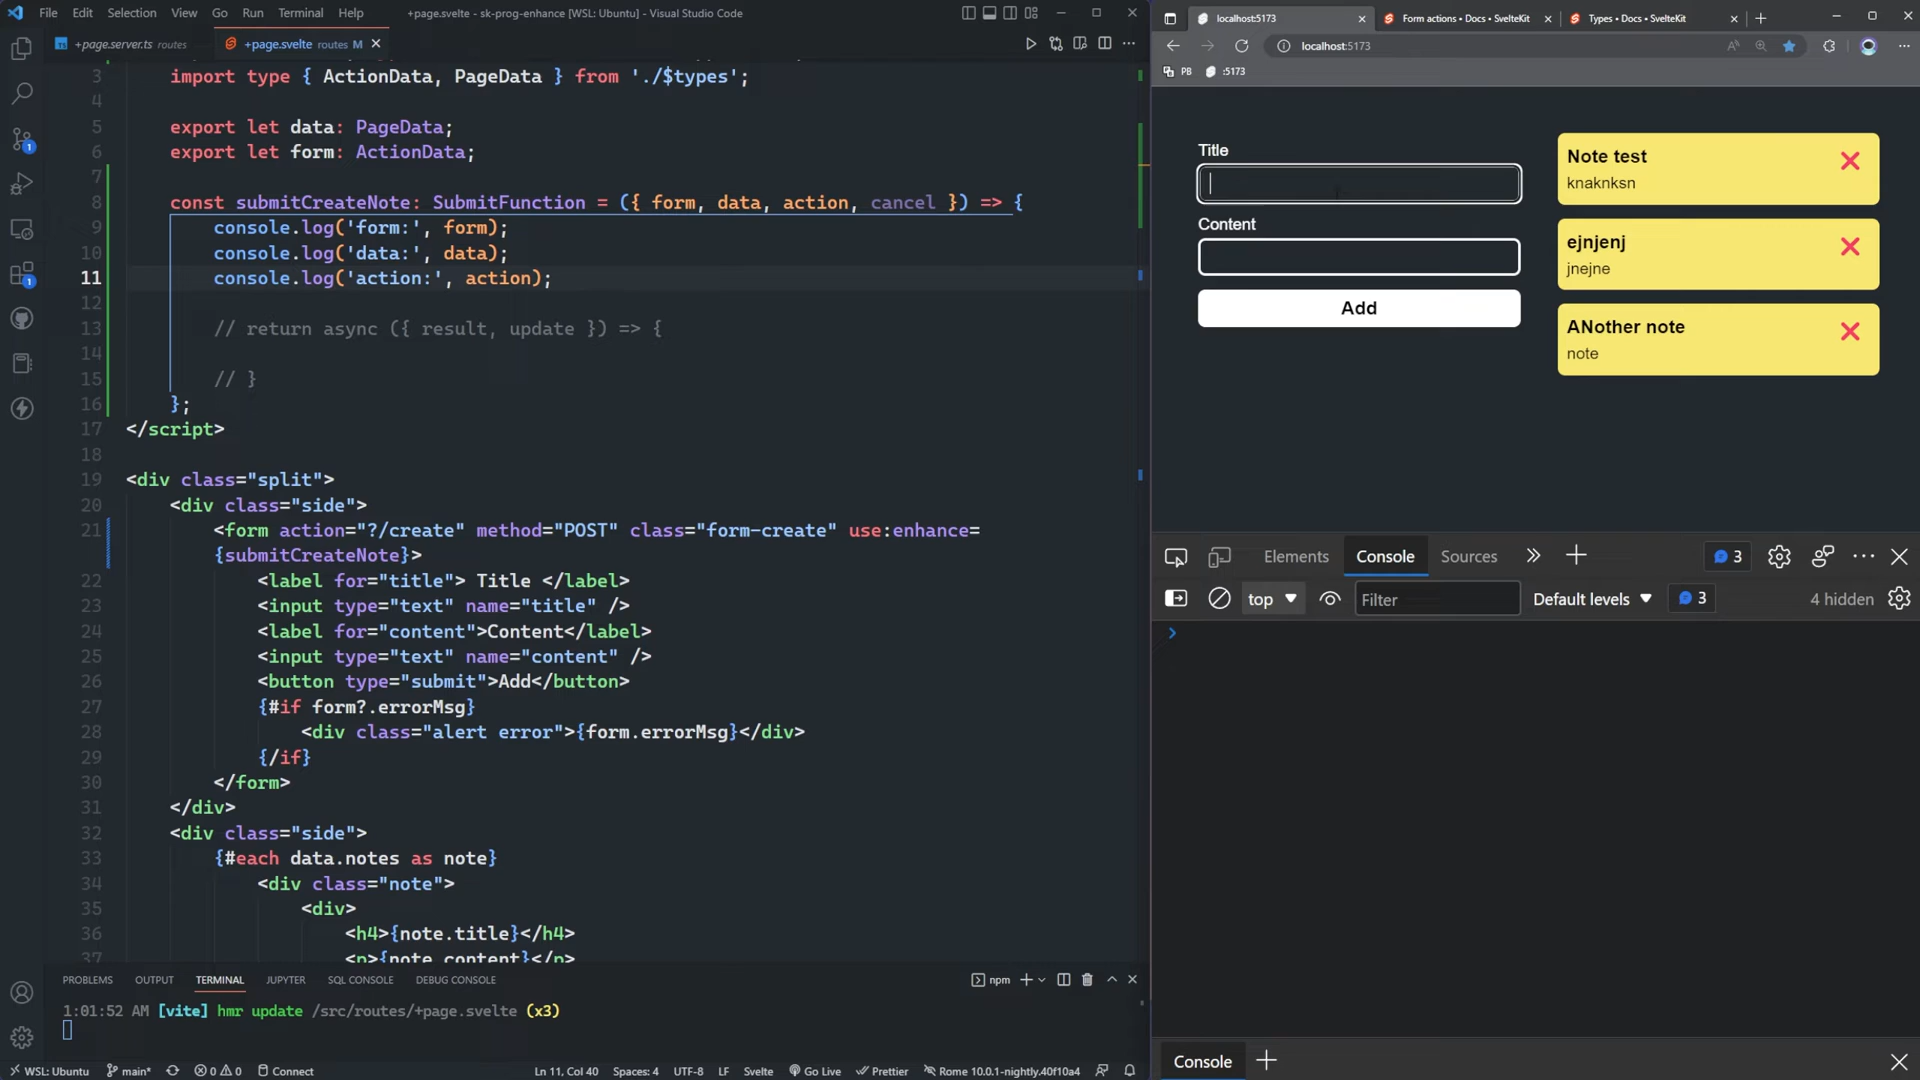 File Edit Selection View Go Run Terminal Help
+page.svelte - sk-prog-enhance [WSL: Ubuntu] - Visual Studio Code
+page.server.ts routes
+page.svelte routes M
3 import type { ActionData, PageData } from './$types';
4
5 export let data: PageData;
6 export let form: ActionData;
7
8 const submitCreateNote: SubmitFunction = ({ form, data, action, cancel }) => {
9 console.log('form:', form);
10 console.log('data:', data);
11 console.log('action:', action);
12
13 // return async ({ result, update }) => {
14
15 // }
16 };
17 </script>
18
19 <div class="split">
20 <div class="side">
21 <form action="?/create" method="POST" class="form-create" use:enhance=
{submitCreateNote}>
22 <label for="title"> Title </label>
23 <input type="text" name="title" />
24 <label for="content">Content</label>
25 <input type="text" name="content" />
26 <button type="submit">Add</button>
27 {#if form?.errorMsg}
28 <div class="alert error">{form.errorMsg}</div>
29 {/if}
30 </form>
31 </div>
32 <div class="side">
33 {#each data.notes as note}
34 <div class="note">
35 <div>
36 <h4>{note.title}</h4>
37 <p>{note.content}</p>
PROBLEMS OUTPUT TERMINAL JUPYTER SQL CONSOLE DEBUG CONSOLE
npm
1:01:52 AM [vite] hmr update /src/routes/+page.svelte (x3)
WSL: Ubuntu main* 0 0 Connect
Ln 11, Col 40 Spaces: 4 UTF-8 LF Svelte Go Live Prettier Rome 10.0.1-nightly.40f10a4
localhost:5173
Form actions • Docs • SvelteKit
Types • Docs • SvelteKit
localhost:5173
PB :5173
Title
Content
Add
Note test
knaknksn
ejnjenj
jnejne
ANother note
note
Elements Console Sources 3
top Filter Default levels 3 4 hidden
Console